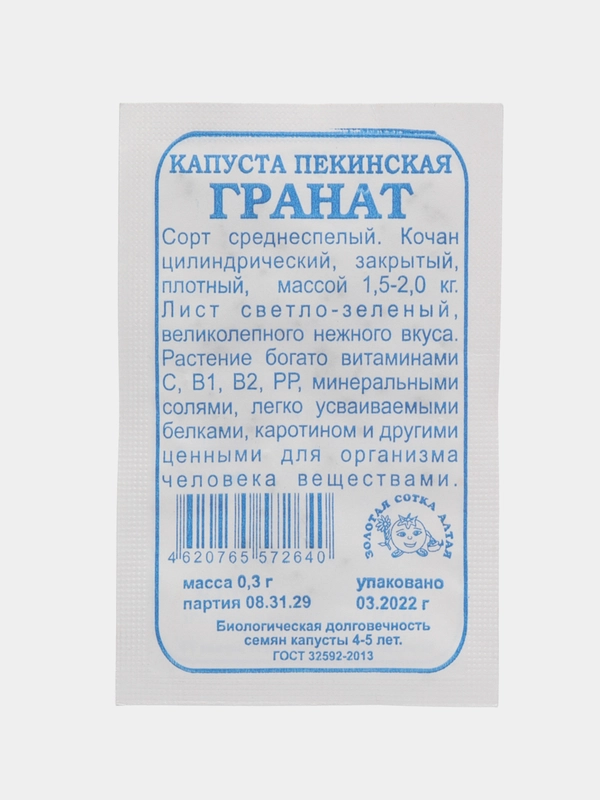 КАПУСТА ПЕКИНСКАЯ
ГРАНАТ
Сорт среднеспелый. Кочан
цилиндрический, закрытый,
плотный, массой 1,5-2,0 кг.
Лист светло-зеленый,
великолепного нежного вкуса.
Растение богато витаминами
С, В1, В2, РР, минеральными
солями, легко усваиваемыми
белками, каротином и другими
ценными для организма
человека веществами.
4 620765 572640
ЗОЛОТАЯ СОТКА АЛТАЯ
масса 0,3 г
партия 08.31.29
упаковано
03.2022 г
Биологическая долговечность
семян капусты 4-5 лет.
ГОСТ 32592-2013